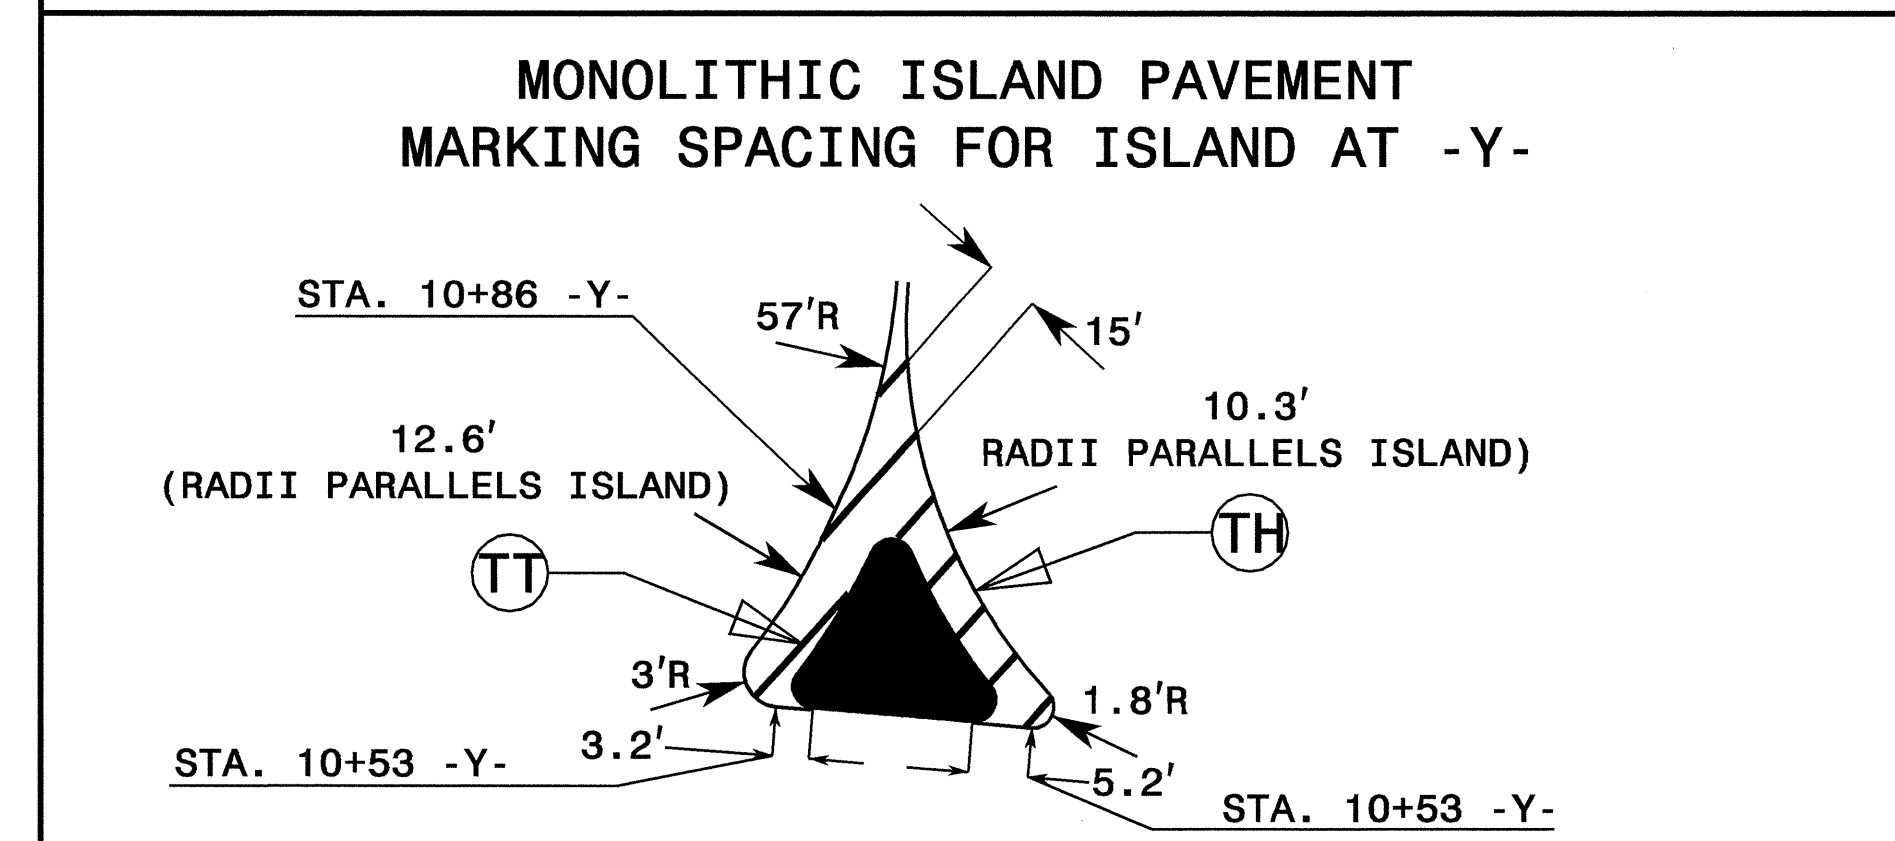 MONOLITHIC ISLAND PAVEMENT
MARKING SPACING FOR ISLAND AT -Y-
STA. 10+86 -Y-
57'R
15'
10.3'
RADII PARALLELS ISLAND)
12.6'
(RADII PARALLELS ISLAND)
TT
TH
3'R
1.8'R
3.2'
STA. 10+53 -Y-
5.2'
STA. 10+53 -Y-